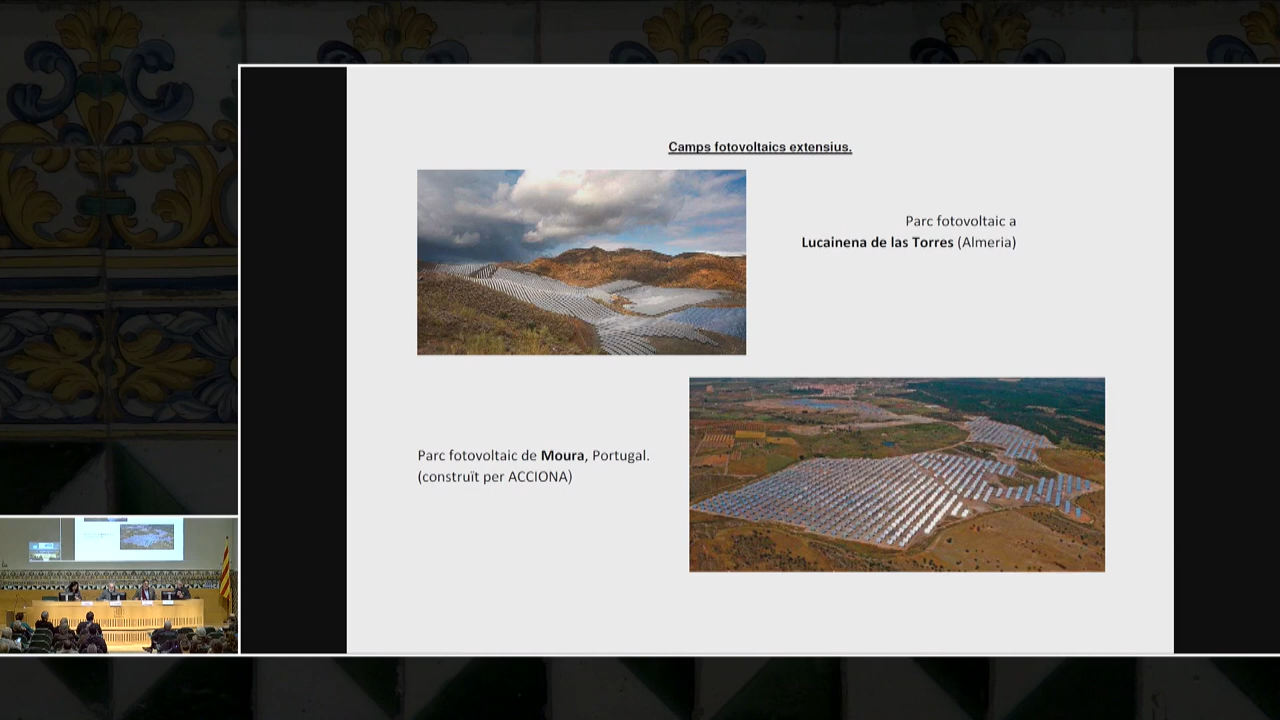 Camps fotovoltaics extensius.
Parc fotovoltaic a
Lucainena de las Torres (Almeria)
Parc fotovoltaic de Moura, Portugal.
(construït per ACCIONA)